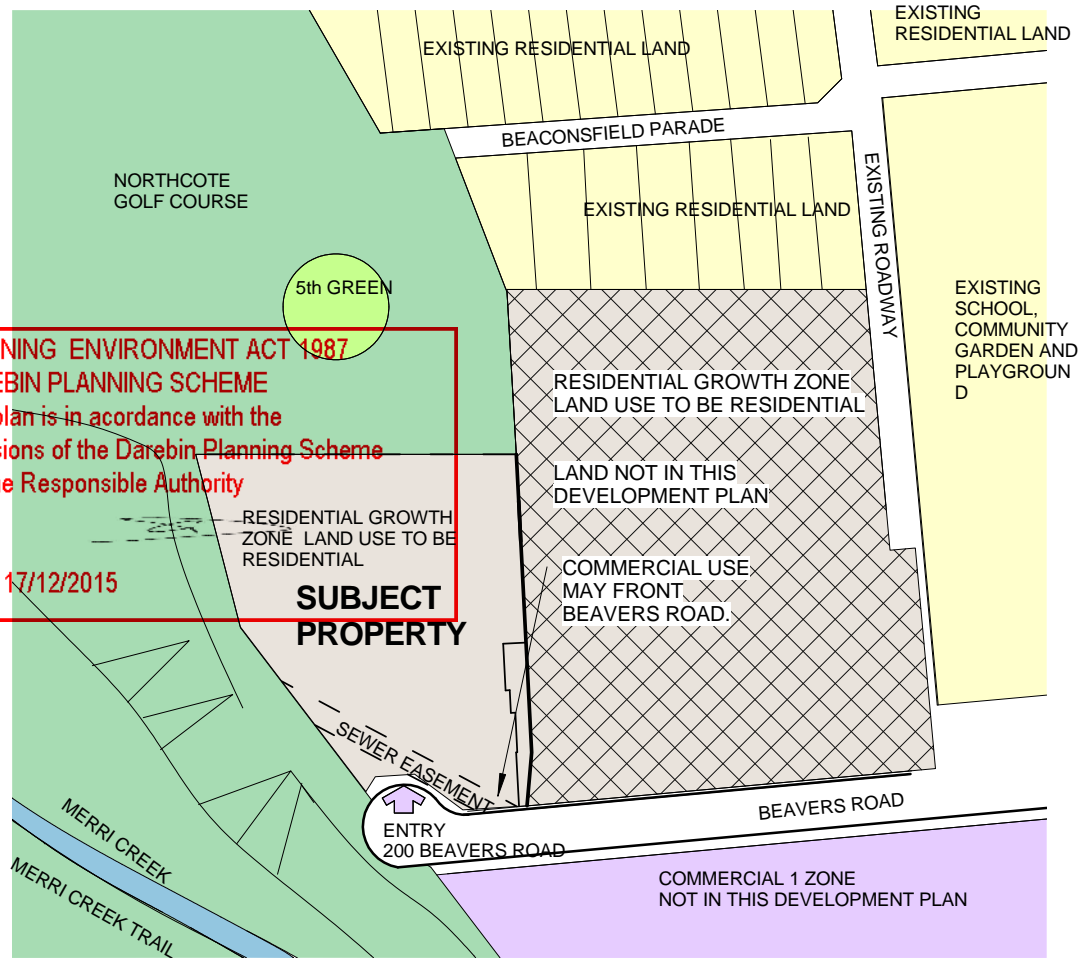 EXISTING
RESIDENTIAL LAND
EXISTING RESIDENTIAL LAND
BEACONSFIELD PARADE
NORTHCOTE
GOLF COURSE
EXISTING RESIDENTIAL LAND
EXISTING ROADWAY
5th GREEN
EXISTING
SCHOOL,
COMMUNITY
GARDEN AND
PLAYGROUN
D
NING ENVIRONMENT ACT 1987
EBIN PLANNING SCHEME
plan is in acordance with the
sions of the Darebin Planning Scheme
e Responsible Authority
17/12/2015
RESIDENTIAL GROWTH ZONE
LAND USE TO BE RESIDENTIAL
LAND NOT IN THIS
DEVELOPMENT PLAN
RESIDENTIAL GROWTH
ZONE LAND USE TO BE
RESIDENTIAL
SUBJECT
PROPERTY
COMMERCIAL USE
MAY FRONT
BEAVERS ROAD.
SEWER EASEMENT
BEAVERS ROAD
ENTRY
200 BEAVERS ROAD
MERRI CREEK
MERRI CREEK TRAIL
COMMERCIAL 1 ZONE
NOT IN THIS DEVELOPMENT PLAN